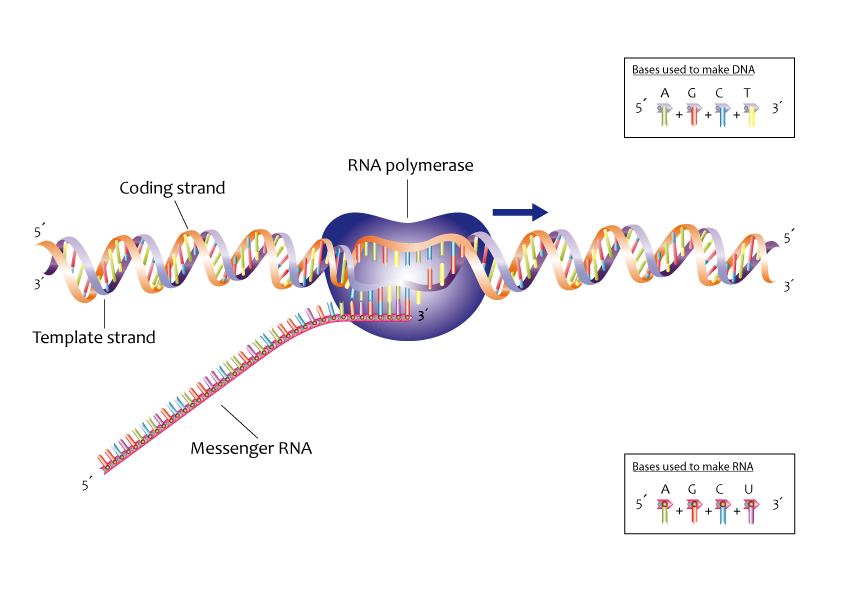 Bases used to make DNA
A G C T
5´ + + + 3´
RNA polymerase
Coding strand
5´ 5´
3´ 3´
3´
Template strand
Messenger RNA
5´
Bases used to make RNA
A G C U
5´ + + + 3´